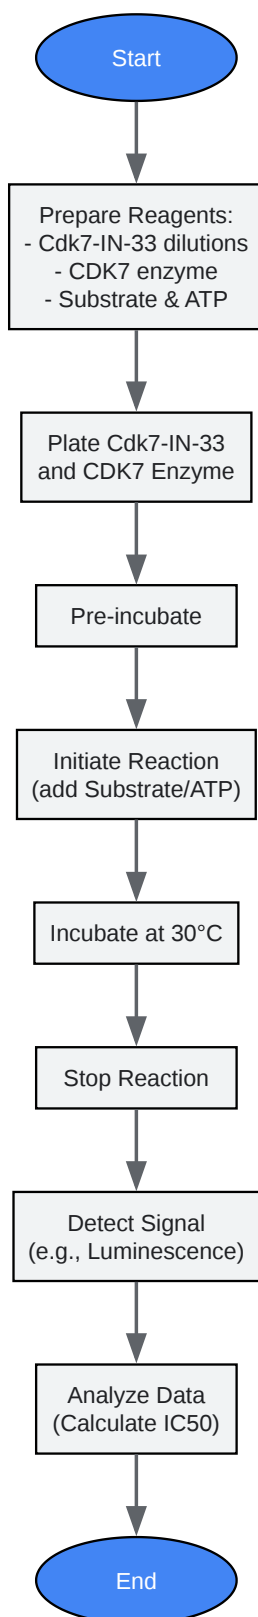 Start
Prepare Reagents:
- Cdk7-IN-33 dilutions
- CDK7 enzyme
- Substrate & ATP
Plate Cdk7-IN-33
and CDK7 Enzyme
Pre-incubate
Initiate Reaction
(add Substrate/ATP)
Incubate at 30°C
Stop Reaction
Detect Signal
(e.g., Luminescence)
Analyze Data
(Calculate IC50)
End